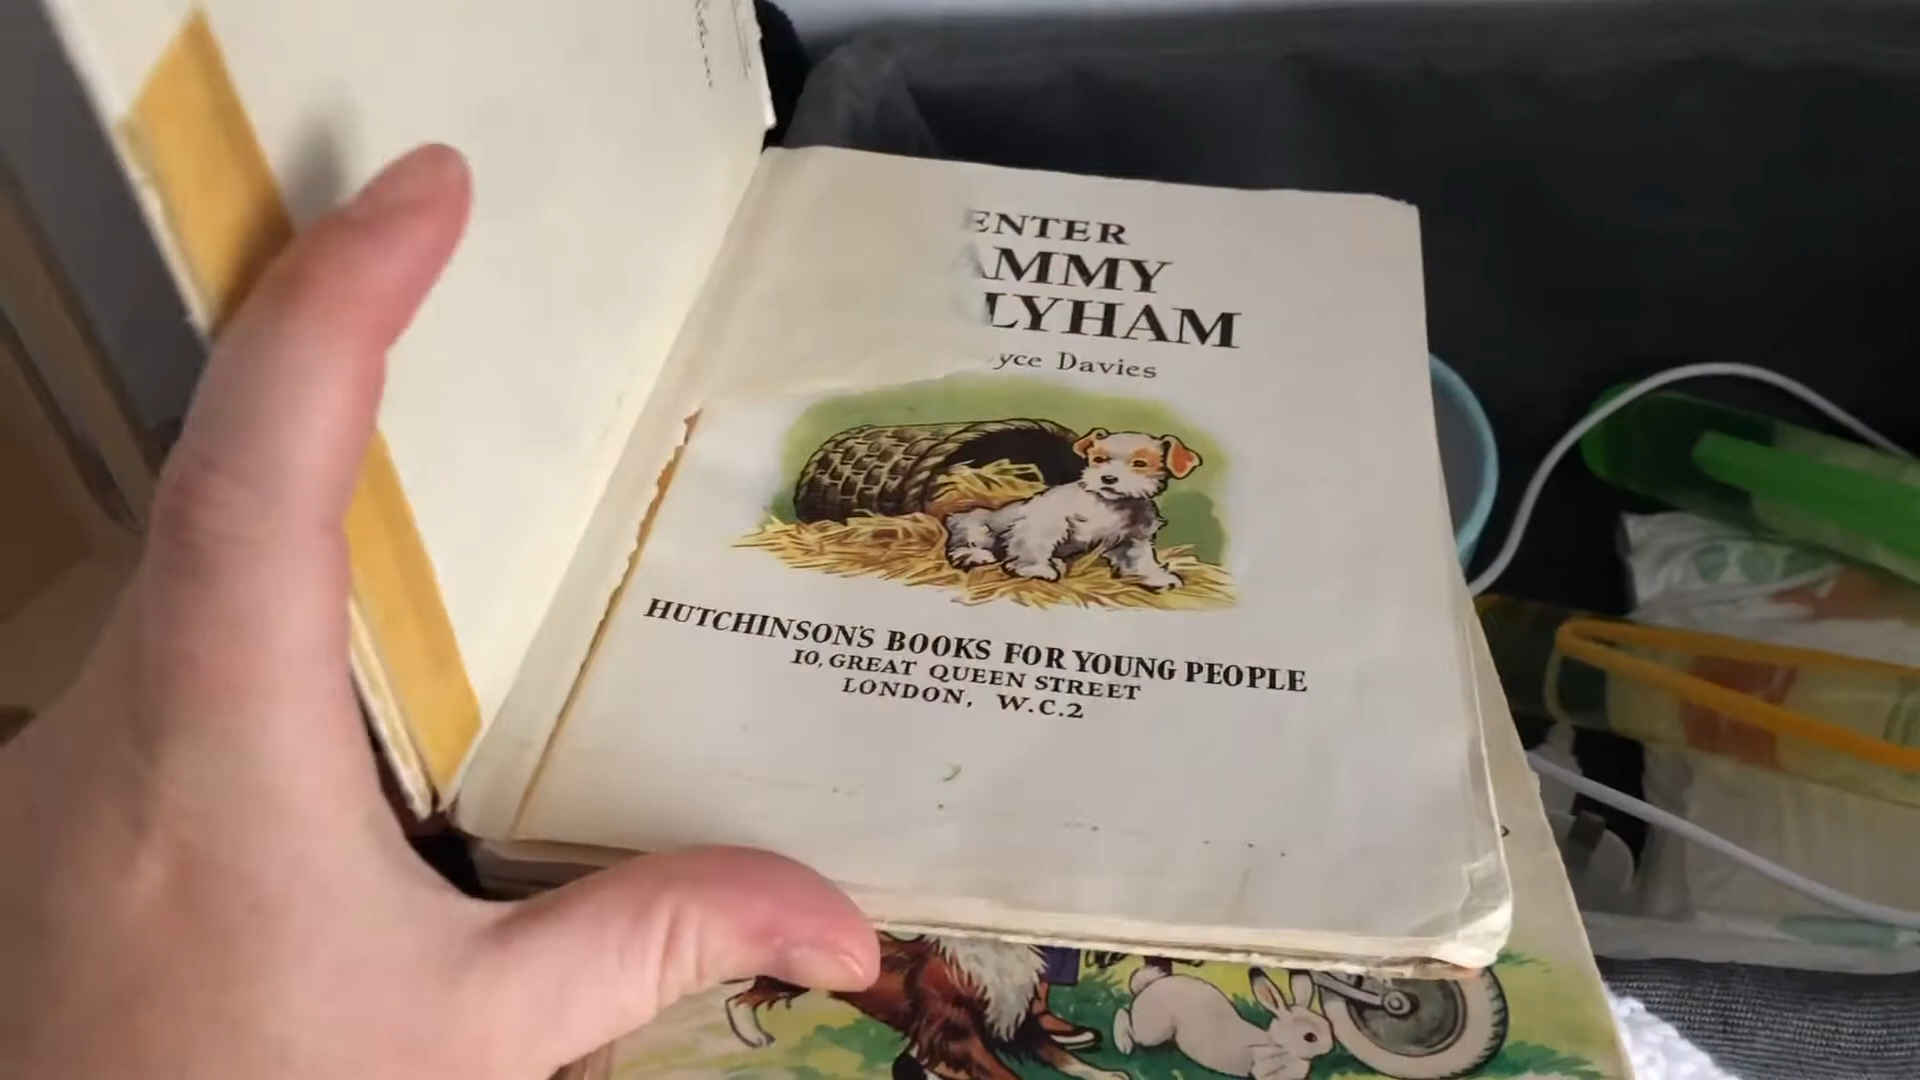 ENTER
AMMY
LYHAM
yce Davies
HUTCHINSON'S BOOKS FOR YOUNG PEOPLE
10, GREAT QUEEN STREET
LONDON, W.C.2